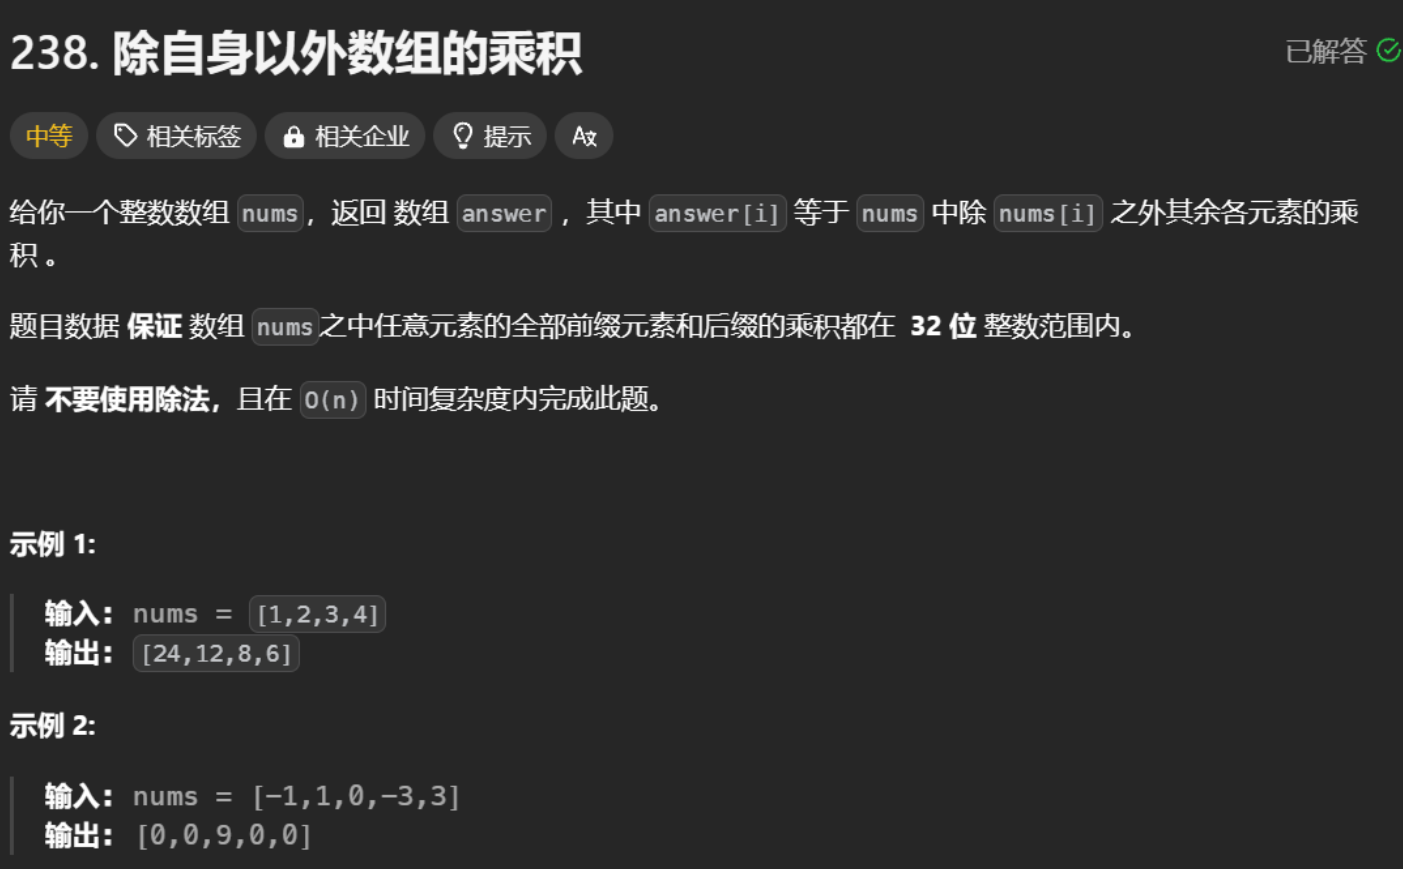 238. 除自身以外数组的乘积
已解答
中等 相关标签 相关企业 提示
给你一个整数数组 nums，返回 数组 answer ，其中 answer[i] 等于 nums 中除 nums[i] 之外其余各元素的乘
积 。
题目数据 保证 数组 nums之中任意元素的全部前缀元素和后缀的乘积都在 32 位 整数范围内。
请 不要使用除法，且在 O(n) 时间复杂度内完成此题。
示例 1:
输入: nums = [1,2,3,4]
输出: [24,12,8,6]
示例 2:
输入: nums = [-1,1,0,-3,3]
输出: [0,0,9,0,0]